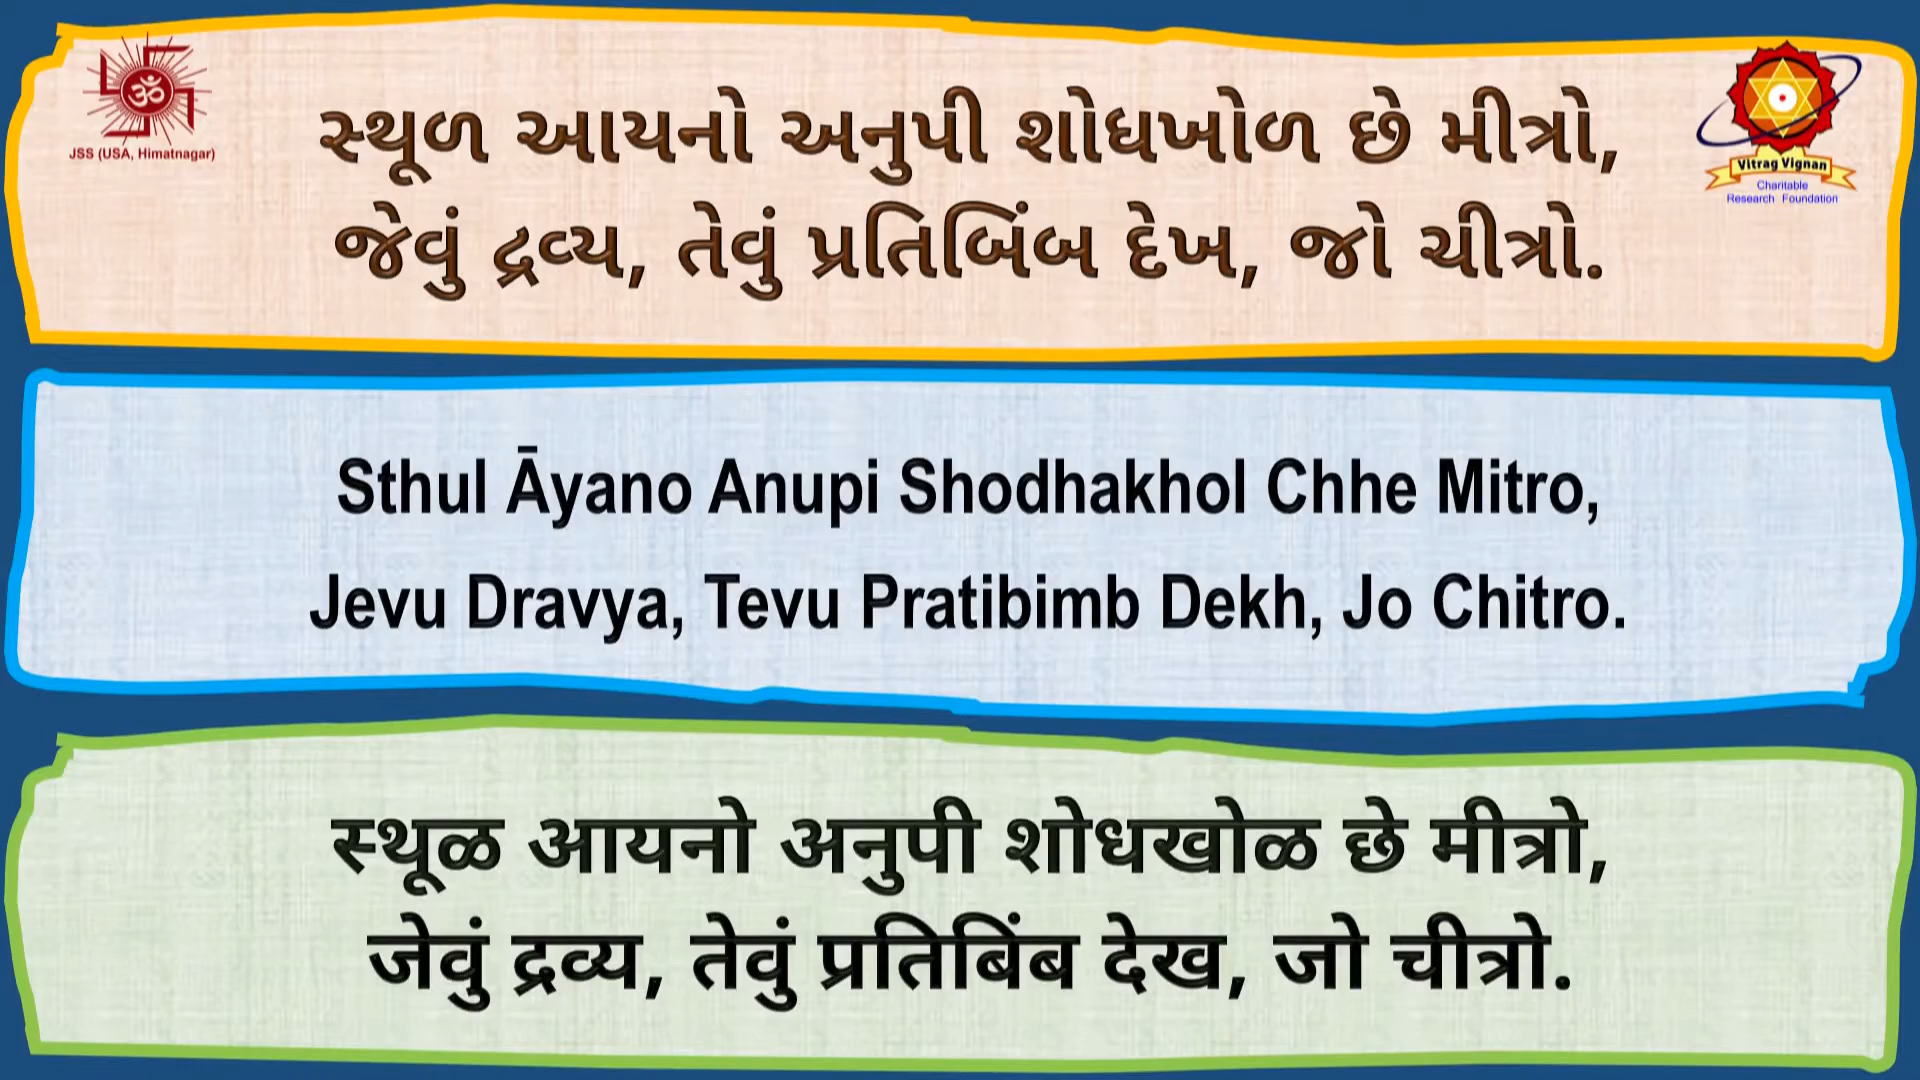 ૐ
JSS (USA, Himatnagar)
Vitrag Vignan
Charitable
Research Foundation
સ્થૂળ આયનો અનુપી શોધખોળ છે મીત્રો,
જેવું દ્રવ્ય, તેવું પ્રતિબિંબ દેખ, જો ચીત્રો.
Sthul Āyano Anupi Shodhakhol Chhe Mitro,
Jevu Dravya, Tevu Pratibimb Dekh, Jo Chitro.
स्थूळ आयनो अनुपी शोधखोळ छे मीत्रो,
जेवुं द्रव्य, तेवुं प्रतिबिंब देख, जो चीत्रो.